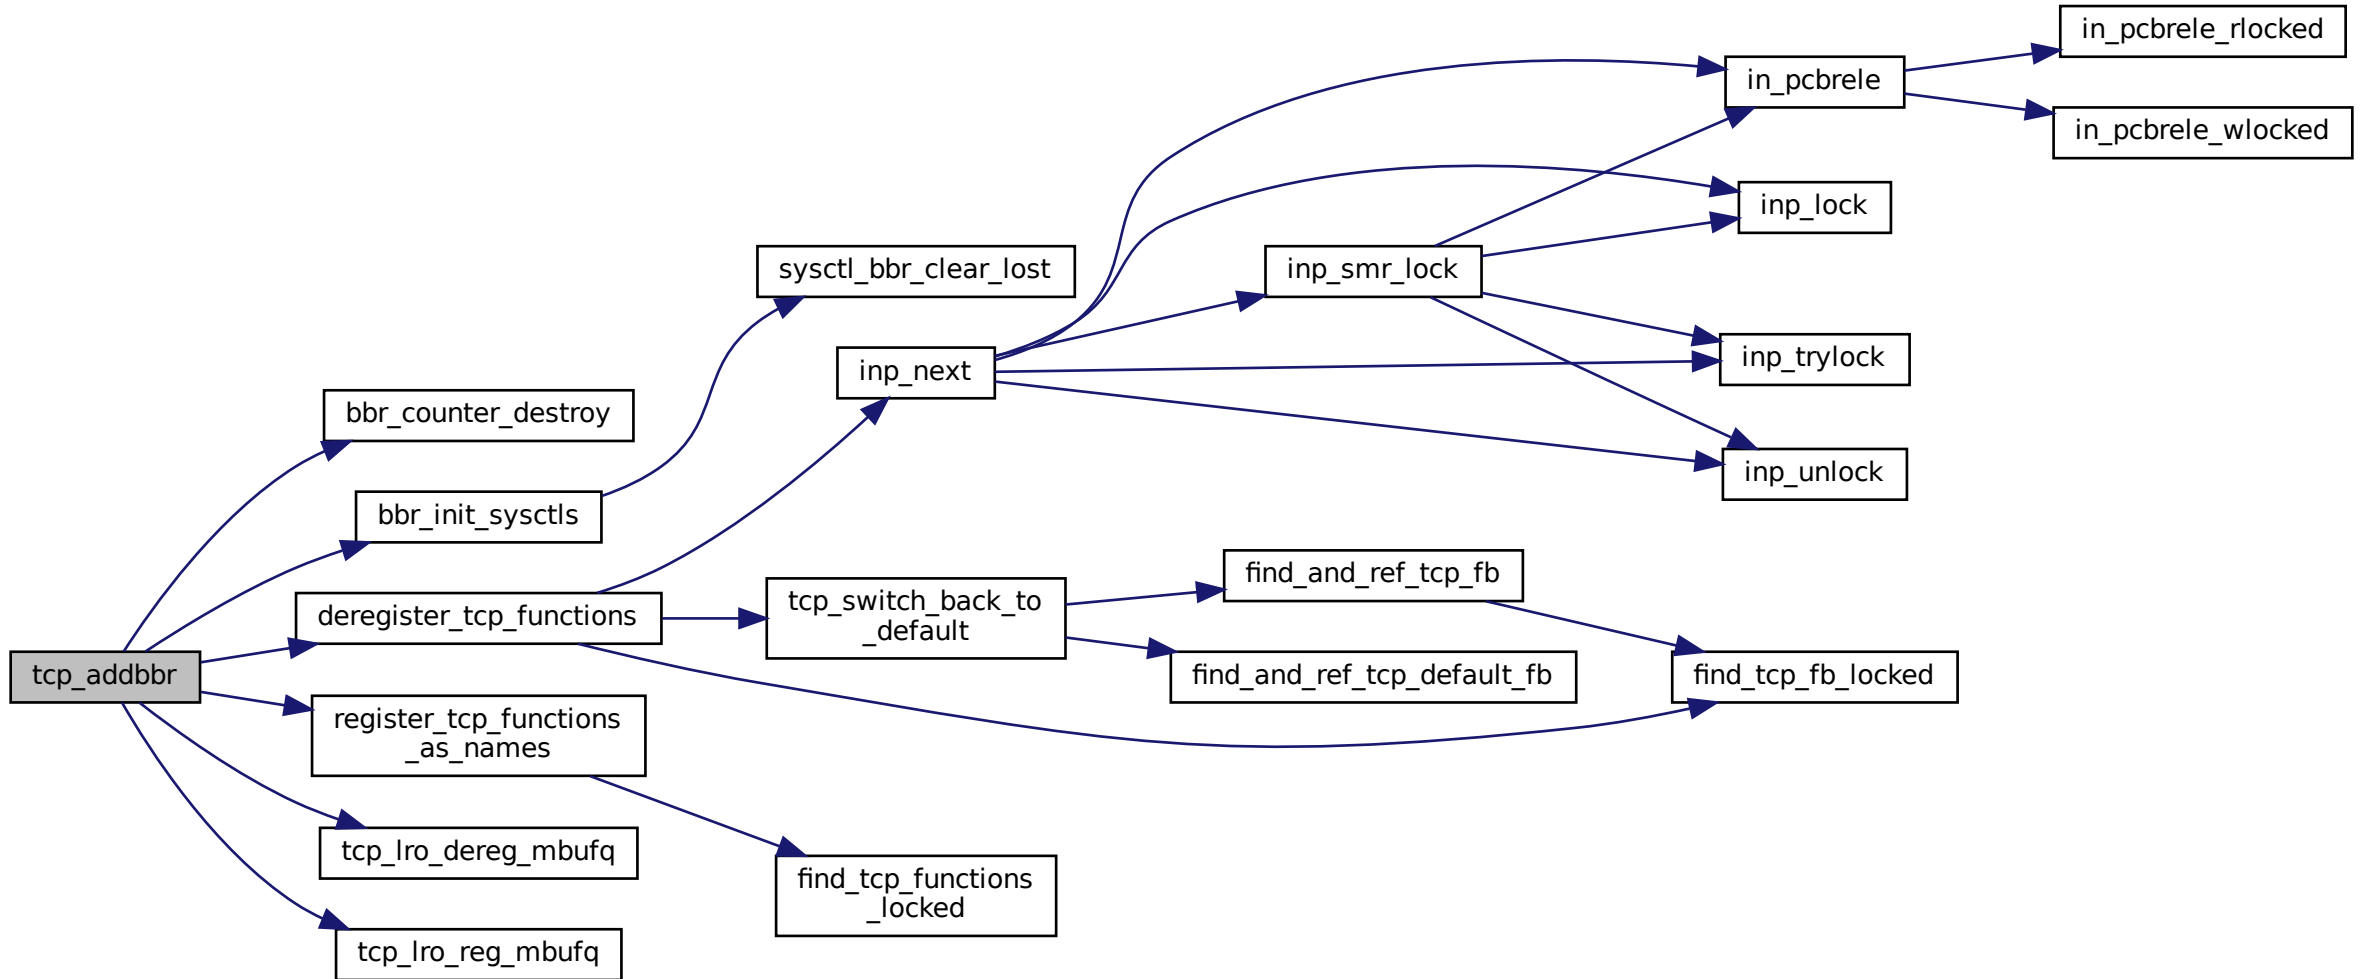 tcp_addbbr
bbr_counter_destroy
bbr_init_sysctls
sysctl_bbr_clear_lost
deregister_tcp_functions
inp_next
in_pcbrele
in_pcbrele_rlocked
in_pcbrele_wlocked
inp_lock
inp_smr_lock
inp_trylock
inp_unlock
tcp_switch_back_to
_default
find_and_ref_tcp_fb
find_and_ref_tcp_default_fb
find_tcp_fb_locked
register_tcp_functions
_as_names
find_tcp_functions
_locked
tcp_lro_dereg_mbufq
tcp_lro_reg_mbufq